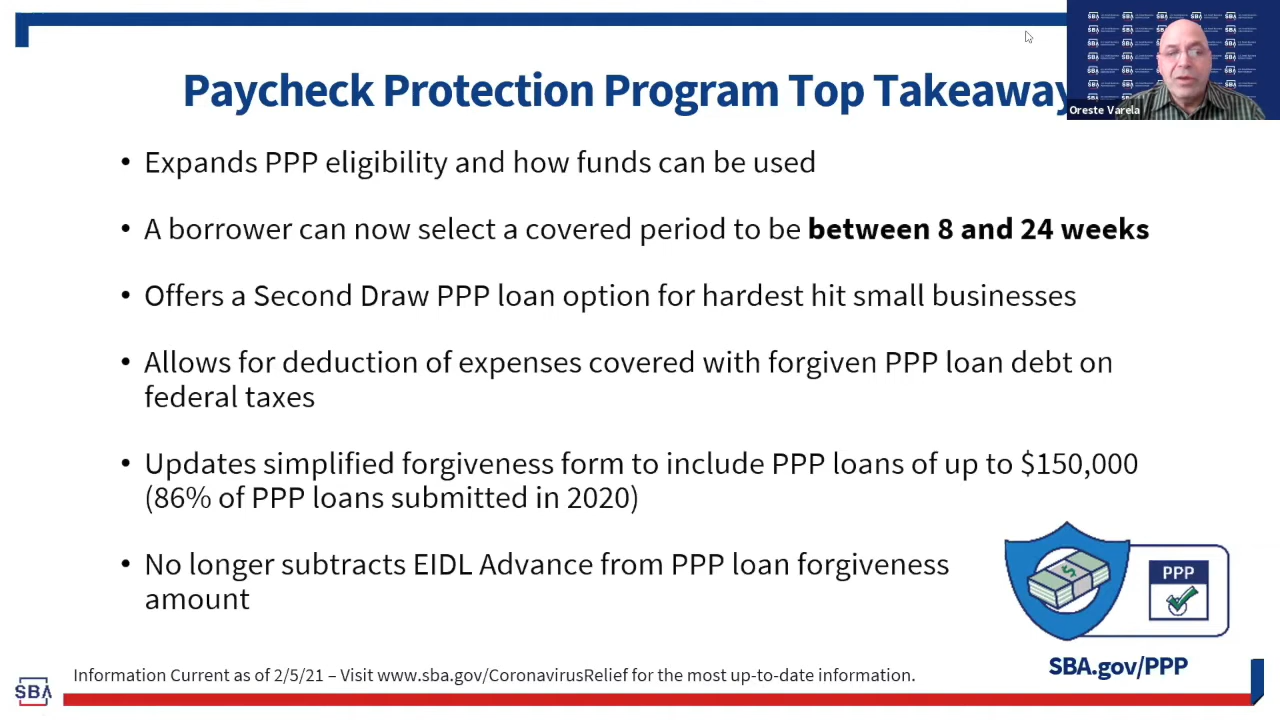 Paycheck Protection Program Top Takeaway
Oreste Varela
• Expands PPP eligibility and how funds can be used
• A borrower can now select a covered period to be between 8 and 24 weeks
• Offers a Second Draw PPP loan option for hardest hit small businesses
• Allows for deduction of expenses covered with forgiven PPP loan debt on
federal taxes
• Updates simplified forgiveness form to include PPP loans of up to $150,000
(86% of PPP loans submitted in 2020)
• No longer subtracts EIDL Advance from PPP loan forgiveness
amount
$
PPP
SBA.gov/PPP
Information Current as of 2/5/21 – Visit www.sba.gov/CoronavirusRelief for the most up-to-date information.
SBA